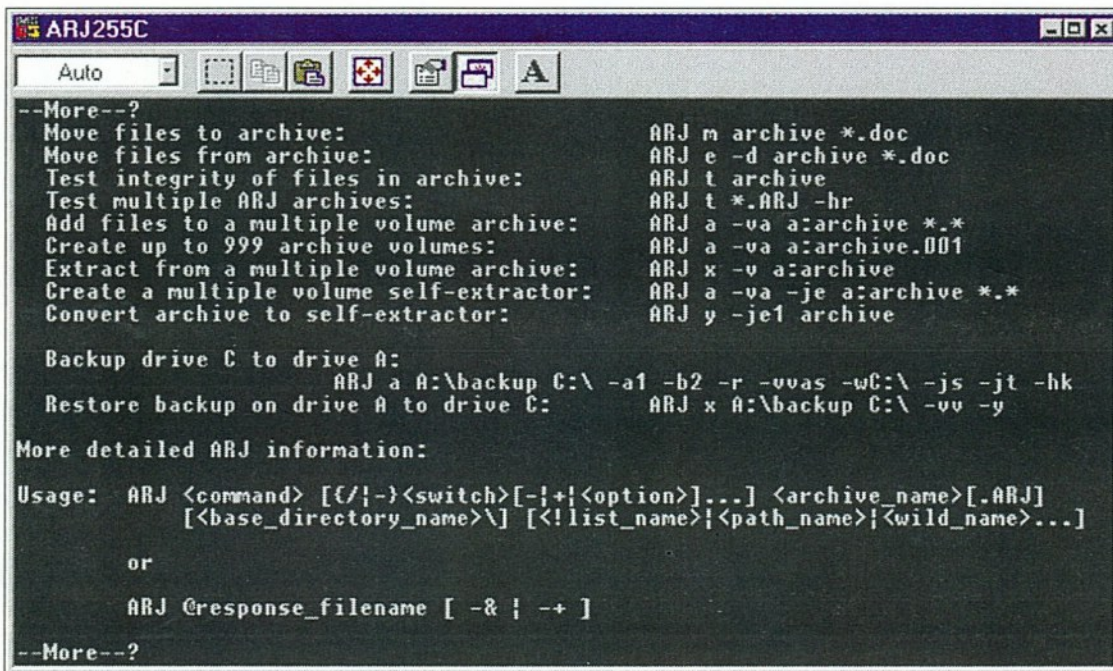 ARJ255C
Auto
A
--More--?
Move files to archive: ARJ m archive *.doc
Move files from archive: ARJ e -d archive *.doc
Test integrity of files in archive: ARJ t archive
Test multiple ARJ archives: ARJ t *.ARJ -hr
Add files to a multiple volume archive: ARJ a -va a:archive *.*
Create up to 999 archive volumes: ARJ a -va a:archive.001
Extract from a multiple volume archive: ARJ x -v a:archive
Create a multiple volume self-extractor: ARJ a -va -je a:archive *.*
Convert archive to self-extractor: ARJ y -je1 archive
Backup drive C to drive A:
ARJ a A:\backup C:\ -a1 -b2 -r -vvas -wC:\ -js -jt -hk
Restore backup on drive A to drive C: ARJ x A:\backup C:\ -vv -y
More detailed ARJ information:
Usage: ARJ <command> [{/¦-}<switch>[-¦+¦<option>]...] <archive_name>[.ARJ]
[<base_directory_name>\] [<!list_name>¦<path_name>¦<wild_name>...]
or
ARJ @response_filename [ -& ¦ -+ ]
--More--?